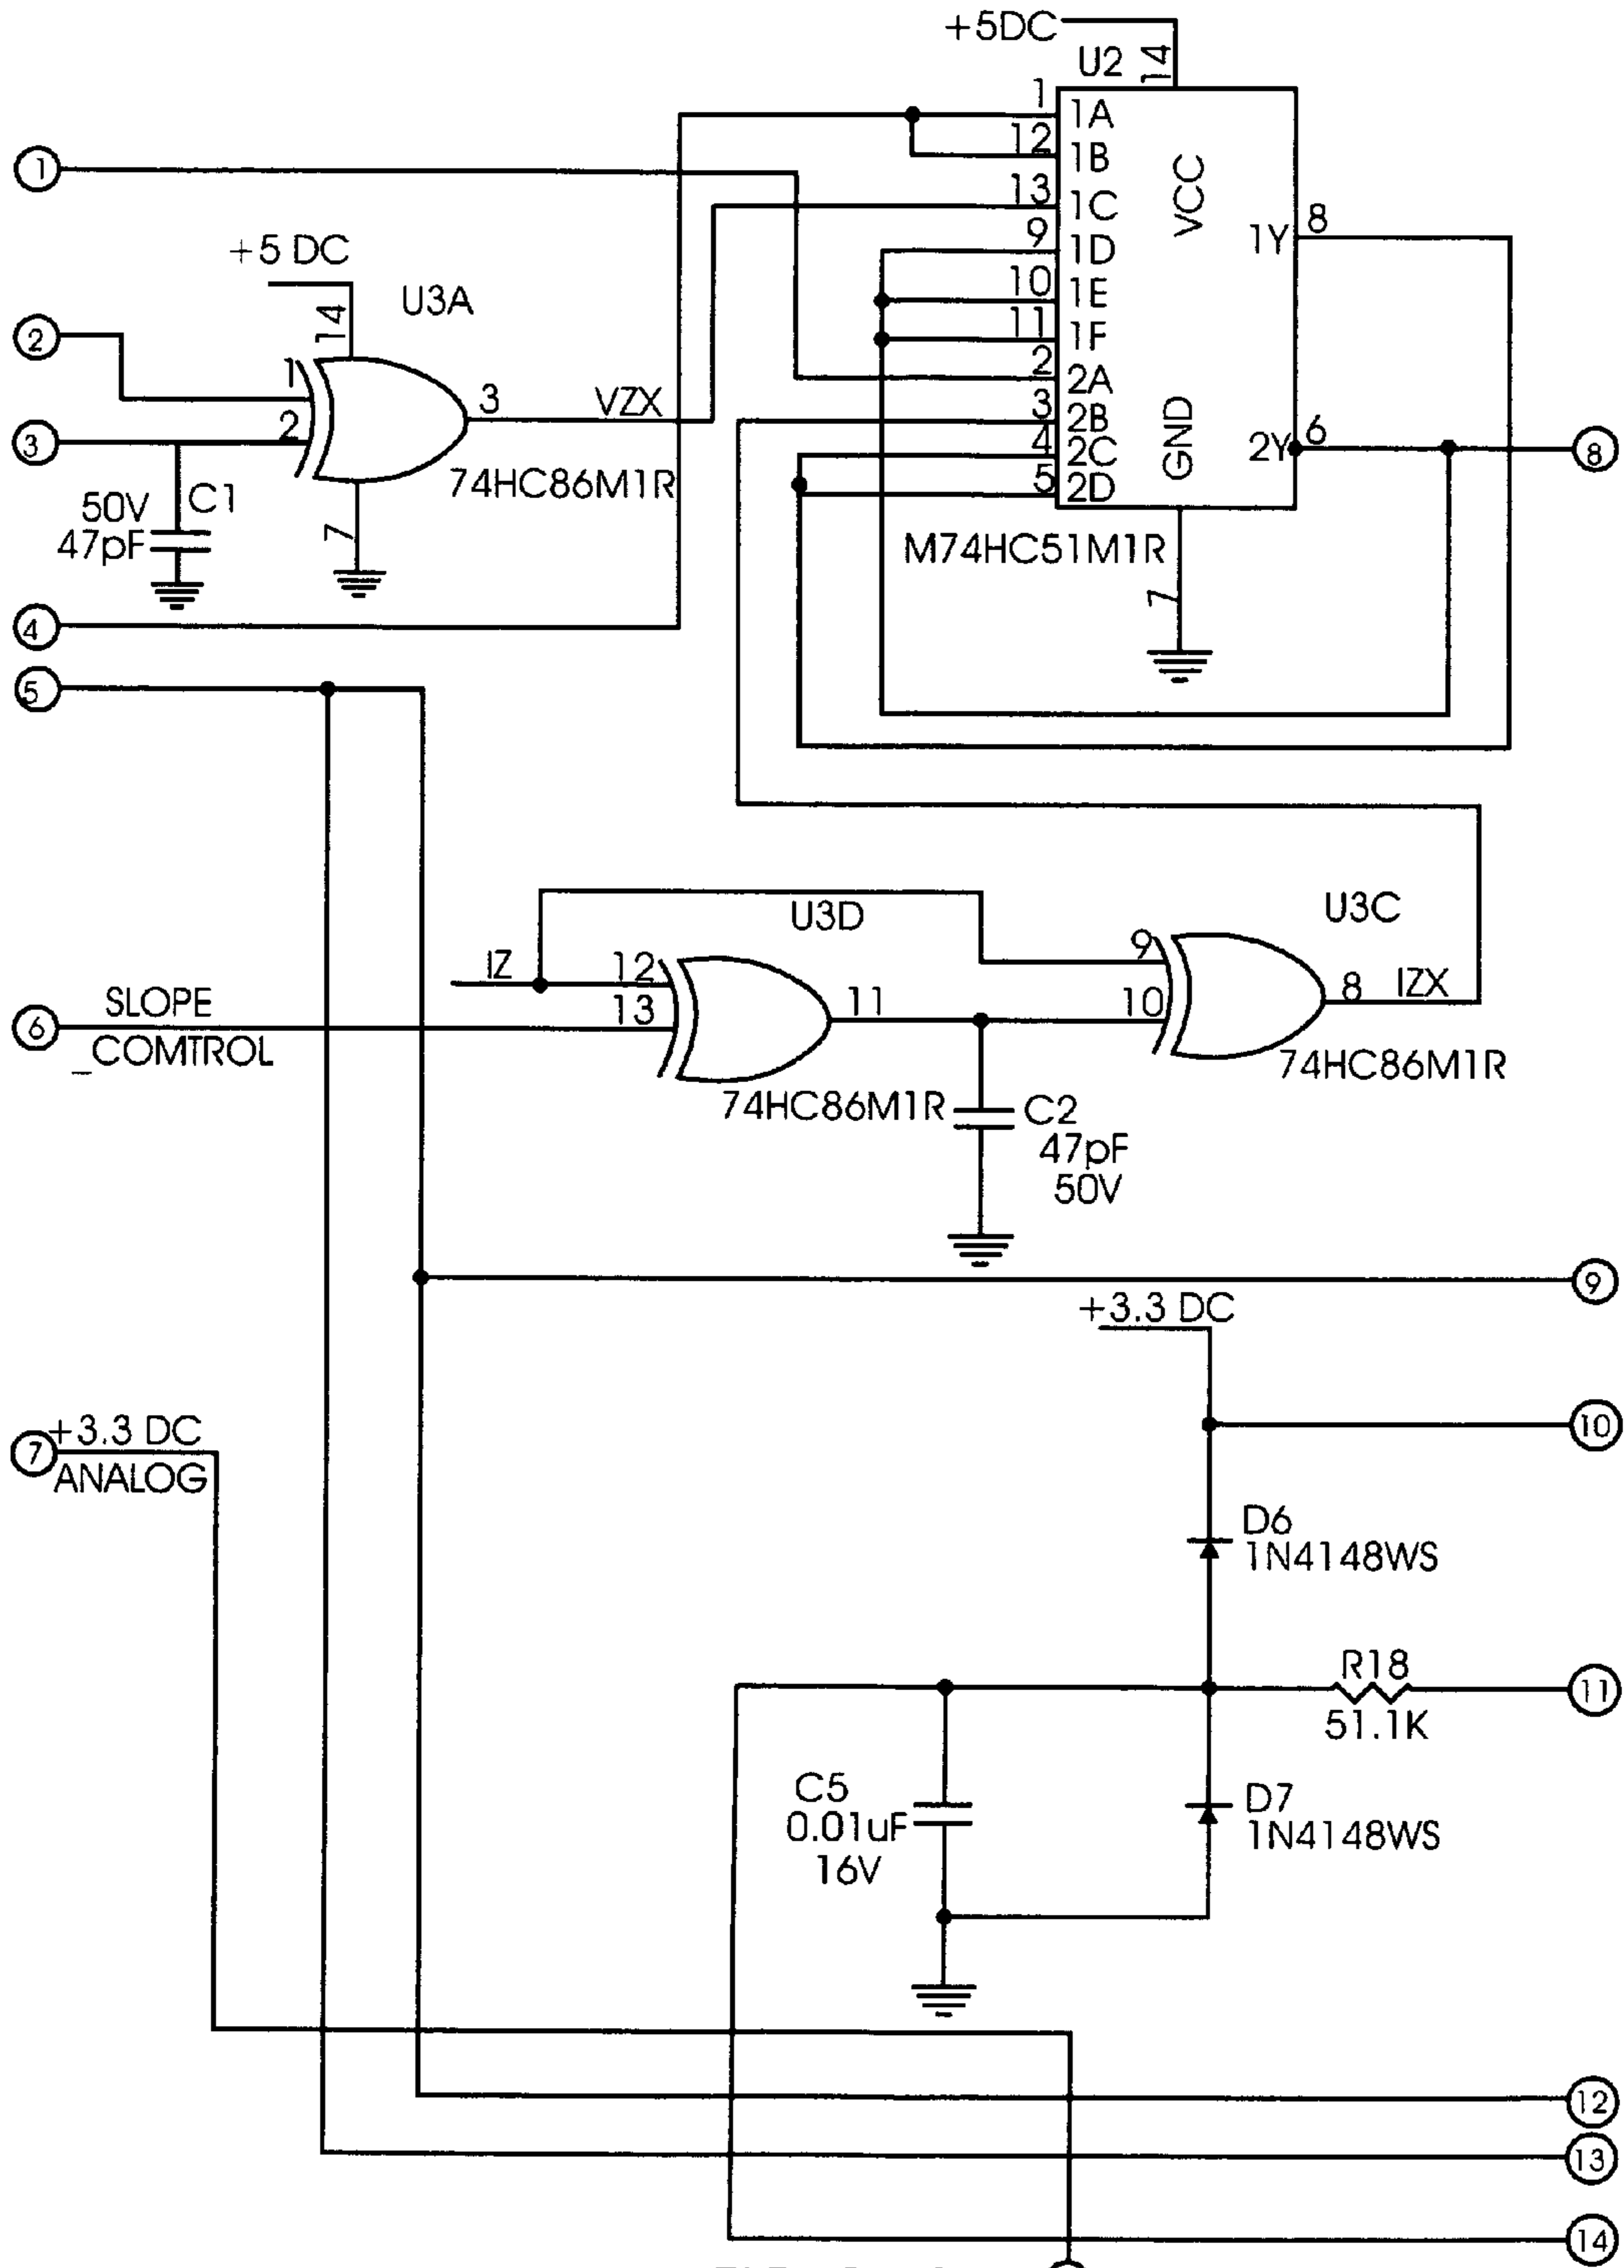 +5DC
U2
14
1
1A
12
1B
1
VCC
13
1C
9
1D
1Y
8
+5 DC
U3A
10
1E
14
11
1F
2
2
2A
1
3
VZX
3
2B
GND
2Y
6
8
3
2
4
2C
5
2D
74HC86M1R
C1
50V
47pF
7
M74HC51M1R
7
4
5
U3D
U3C
IZ
12
9
SLOPE
13
11
10
8
IZX
6
_COMTROL
74HC86M1R
74HC86M1R
C2
47pF
50V
9
+3.3 DC
10
+3.3 DC
7
ANALOG
D6
1N4148WS
R18
11
51.1K
C5
0.01uF
16V
D7
1N4148WS
12
13
14